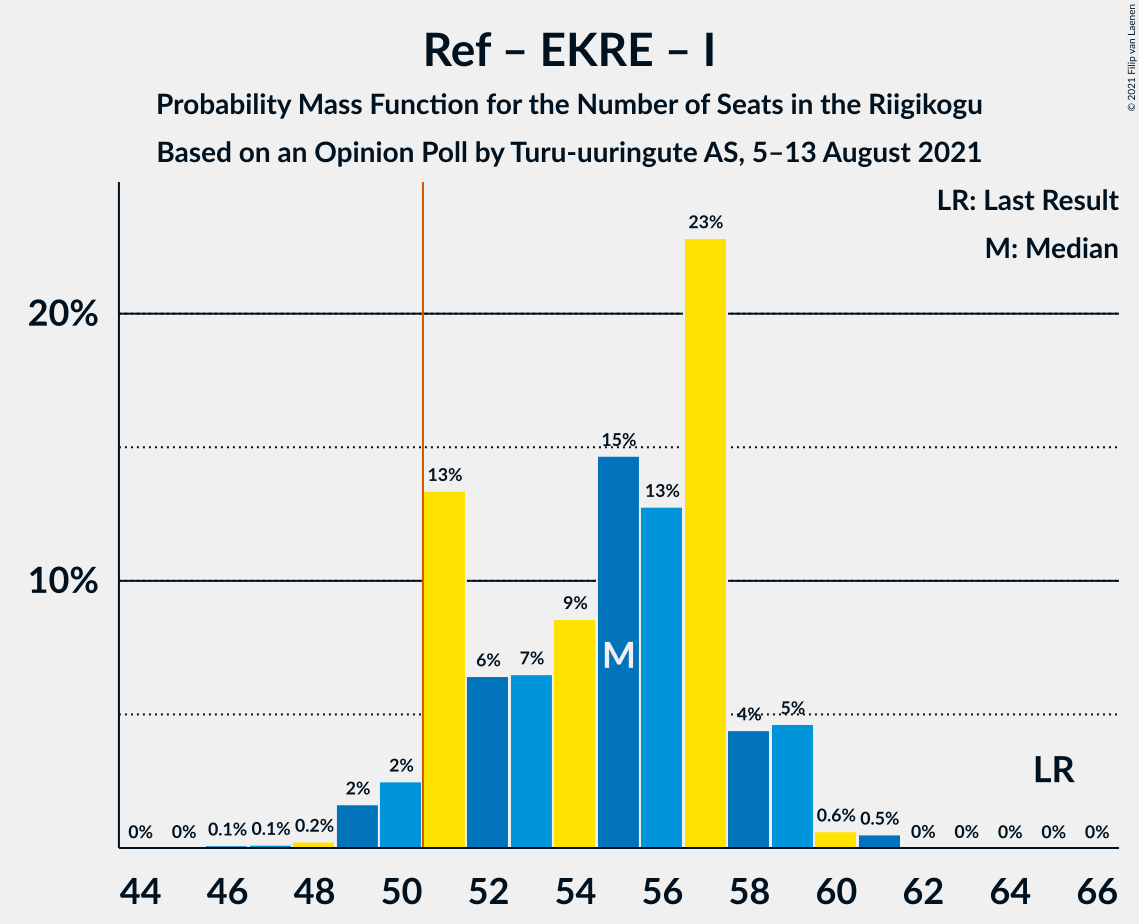 Ref – EKRE – I
Probability Mass Function for the Number of Seats in the Riigikogu
Based on an Opinion Poll by Turu-uuringute AS, 5–13 August 2021
© 2021 Filip van Laenen
LR: Last Result
M: Median
20%
10%
0% 0% 0.1% 0.1% 0.2% 2% 2% 13% 6% 7% 9% 15% 13% 23% 4% 5% 0.6% 0.5% 0% 0% 0% 0% 0%
M
LR
44 46 48 50 52 54 56 58 60 62 64 66